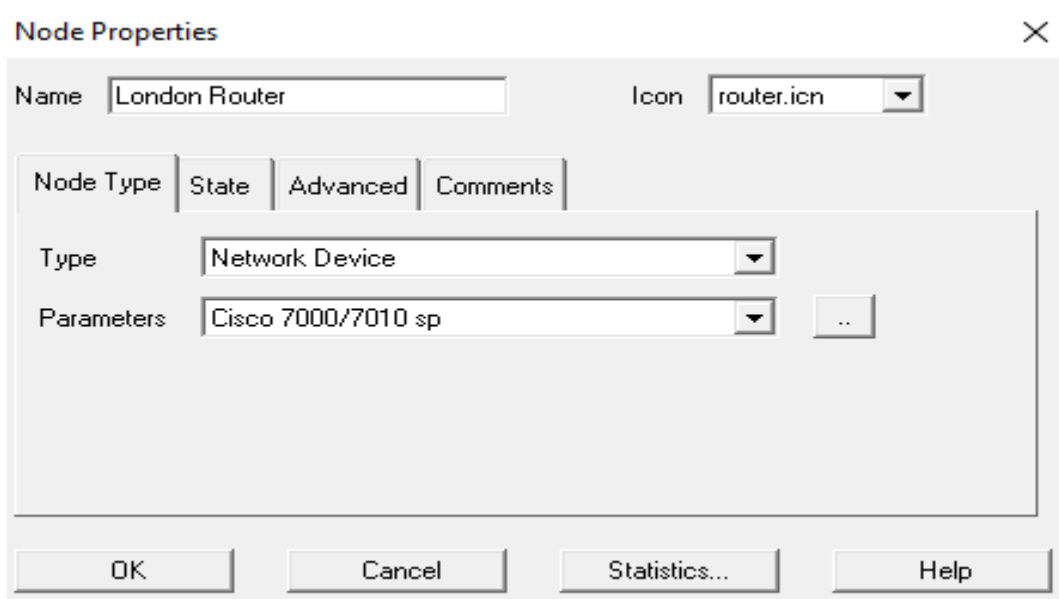 Node Properties
Name London Router Icon router.icn
Node Type State Advanced Comments
Type Network Device
Parameters Cisco 7000/7010 sp ..
OK Cancel Statistics... Help